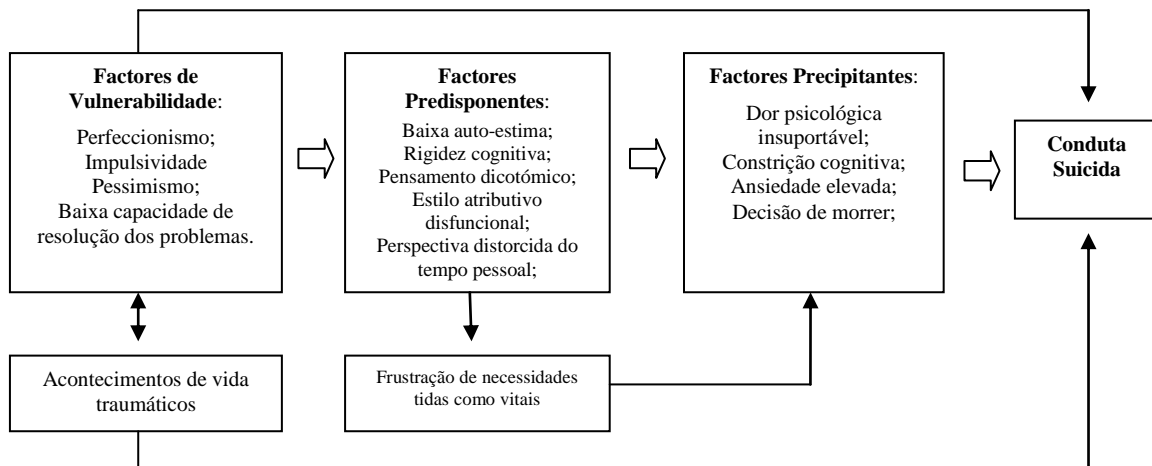 Factores de
Vulnerabilidade:
Perfeccionismo;
Impulsividade
Pessimismo;
Baixa capacidade de
resolução dos problemas.
Factores
Predisponentes:
Baixa auto-estima;
Rigidez cognitiva;
Pensamento dicotómico;
Estilo atributivo
disfuncional;
Perspectiva distorcida do
tempo pessoal;
Factores Precipitantes:
Dor psicológica
insuportável;
Constrição cognitiva;
Ansiedade elevada;
Decisão de morrer;
Conduta
Suicida
Acontecimentos de vida
traumáticos
Frustração de necessidades
tidas como vitais